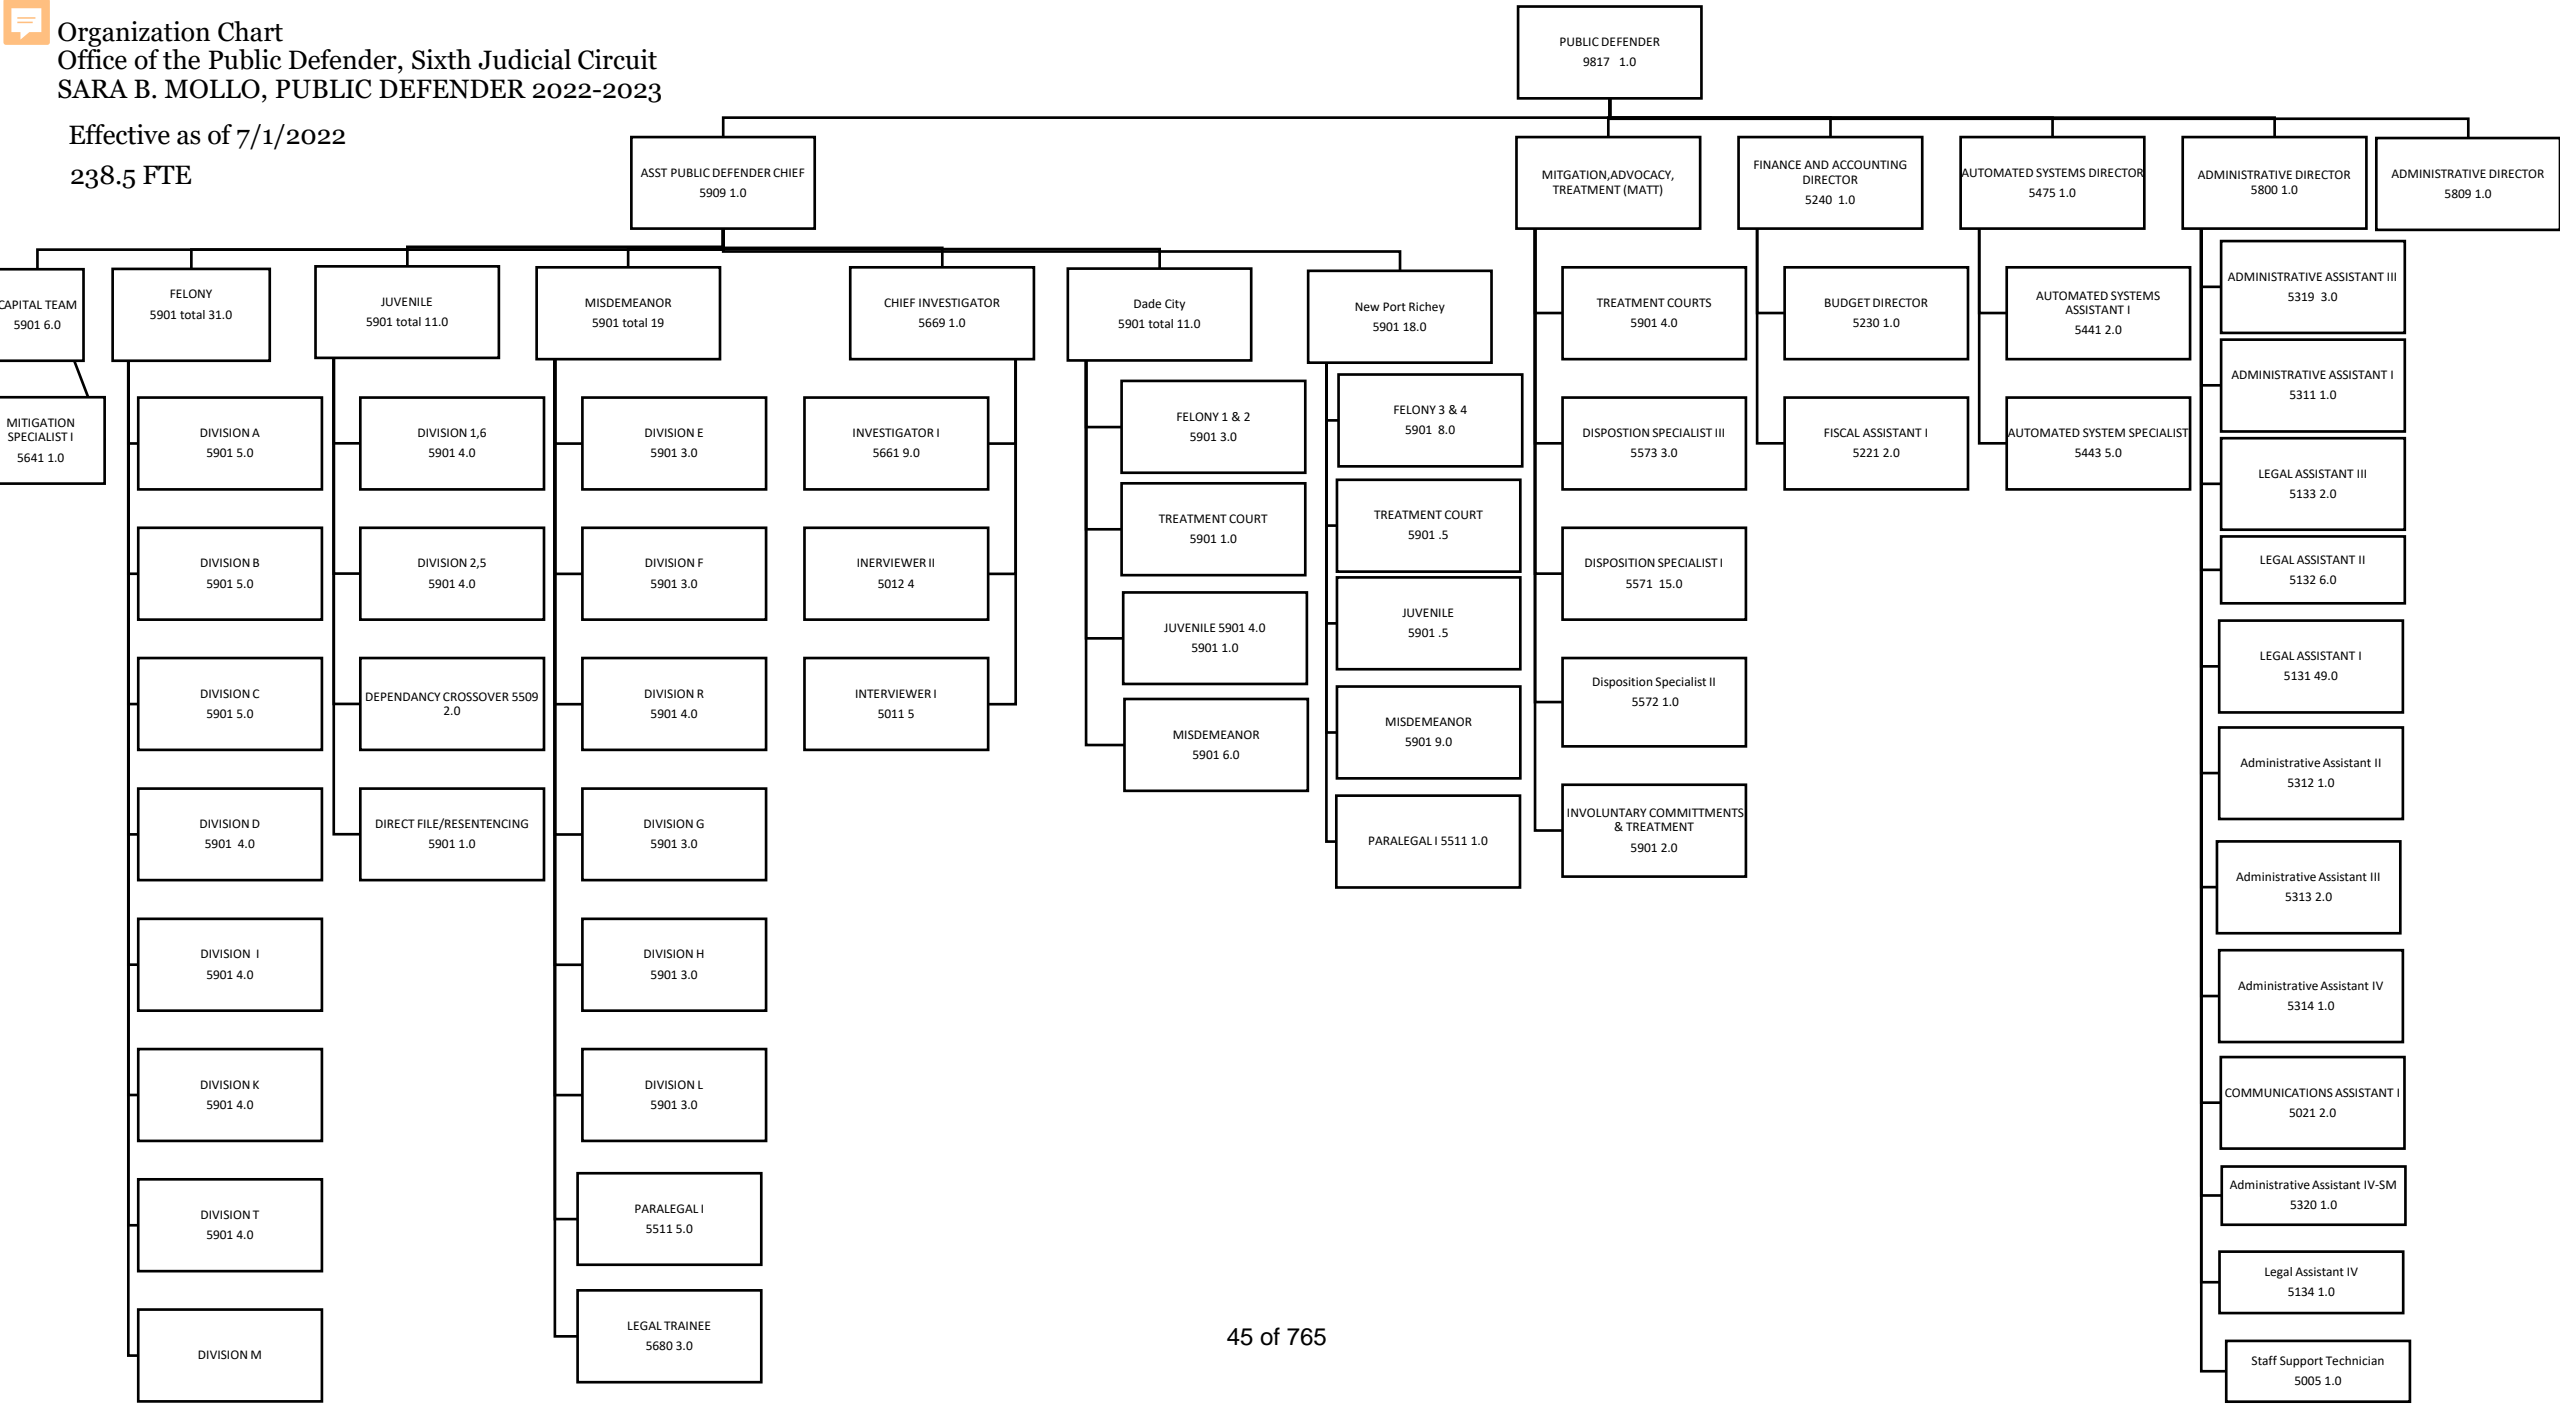 Organization Chart
Office of the Public Defender, Sixth Judicial Circuit
SARA B. MOLLO, PUBLIC DEFENDER 2022-2023
Effective as of 7/1/2022
238.5 FTE
PUBLIC DEFENDER
9817 1.0
ASST PUBLIC DEFENDER CHIEF
5909 1.0
MITGATION,ADVOCACY,
TREATMENT (MATT)
FINANCE AND ACCOUNTING
DIRECTOR
5240 1.0
AUTOMATED SYSTEMS DIRECTOR
5475 1.0
ADMINISTRATIVE DIRECTOR
5800 1.0
ADMINISTRATIVE DIRECTOR
5809 1.0
CAPITAL TEAM
5901 6.0
MITIGATION
SPECIALIST I
5641 1.0
FELONY
5901 total 31.0
DIVISION A
5901 5.0
DIVISION B
5901 5.0
DIVISION C
5901 5.0
DIVISION D
5901 4.0
DIVISION I
5901 4.0
DIVISION K
5901 4.0
DIVISION T
5901 4.0
DIVISION M
JUVENILE
5901 total 11.0
DIVISION 1,6
5901 4.0
DIVISION 2,5
5901 4.0
DEPENDANCY CROSSOVER 5509
2.0
DIRECT FILE/RESENTENCING
5901 1.0
MISDEMEANOR
5901 total 19
DIVISION E
5901 3.0
DIVISION F
5901 3.0
DIVISION R
5901 4.0
DIVISION G
5901 3.0
DIVISION H
5901 3.0
DIVISION L
5901 3.0
PARALEGAL I
5511 5.0
LEGAL TRAINEE
5680 3.0
CHIEF INVESTIGATOR
5669 1.0
INVESTIGATOR I
5661 9.0
INERVIEWER II
5012 4
INTERVIEWER I
5011 5
Dade City
5901 total 11.0
FELONY 1 & 2
5901 3.0
TREATMENT COURT
5901 1.0
JUVENILE 5901 4.0
5901 1.0
MISDEMEANOR
5901 6.0
New Port Richey
5901 18.0
FELONY 3 & 4
5901 8.0
TREATMENT COURT
5901 .5
JUVENILE
5901 .5
MISDEMEANOR
5901 9.0
PARALEGAL I 5511 1.0
TREATMENT COURTS
5901 4.0
DISPOSTION SPECIALIST III
5573 3.0
DISPOSITION SPECIALIST I
5571 15.0
Disposition Specialist II
5572 1.0
INVOLUNTARY COMMITTMENTS
& TREATMENT
5901 2.0
BUDGET DIRECTOR
5230 1.0
FISCAL ASSISTANT I
5221 2.0
AUTOMATED SYSTEMS
ASSISTANT I
5441 2.0
AUTOMATED SYSTEM SPECIALIST
5443 5.0
ADMINISTRATIVE ASSISTANT III
5319 3.0
ADMINISTRATIVE ASSISTANT I
5311 1.0
LEGAL ASSISTANT III
5133 2.0
LEGAL ASSISTANT II
5132 6.0
LEGAL ASSISTANT I
5131 49.0
Administrative Assistant II
5312 1.0
Administrative Assistant III
5313 2.0
Administrative Assistant IV
5314 1.0
COMMUNICATIONS ASSISTANT I
5021 2.0
Administrative Assistant IV-SM
5320 1.0
Legal Assistant IV
5134 1.0
Staff Support Technician
5005 1.0
45 of 765